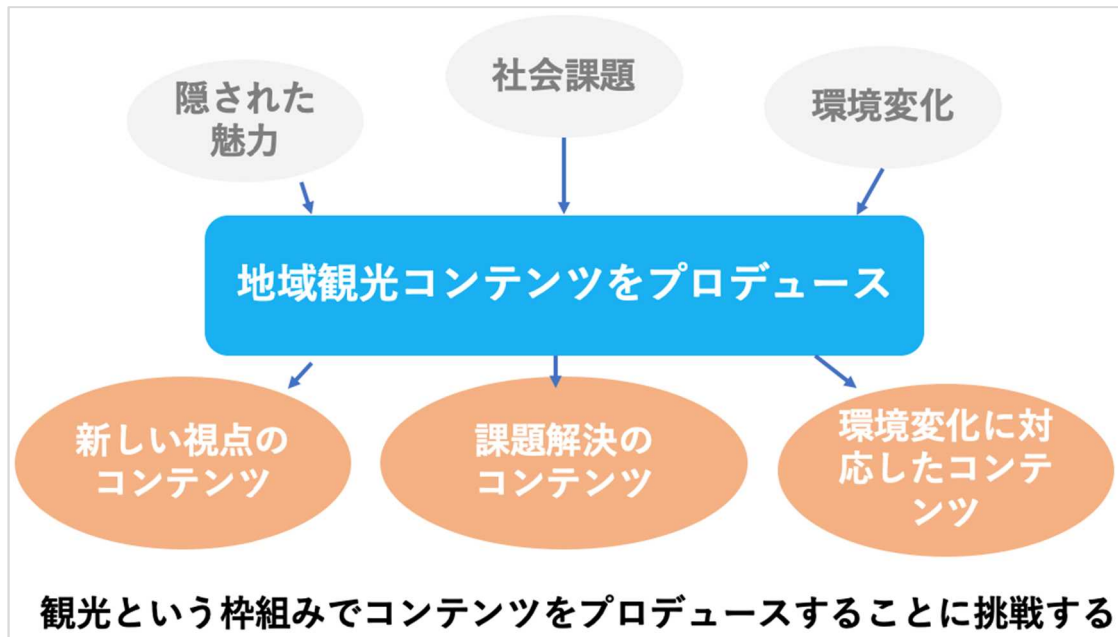 隠された
魅力
社会課題
環境変化
地域観光コンテンツをプロデュース
新しい視点の
コンテンツ
課題解決の
コンテンツ
環境変化に対
応したコンテ
ンツ
観光という枠組みでコンテンツをプロデュースすることに挑戦する